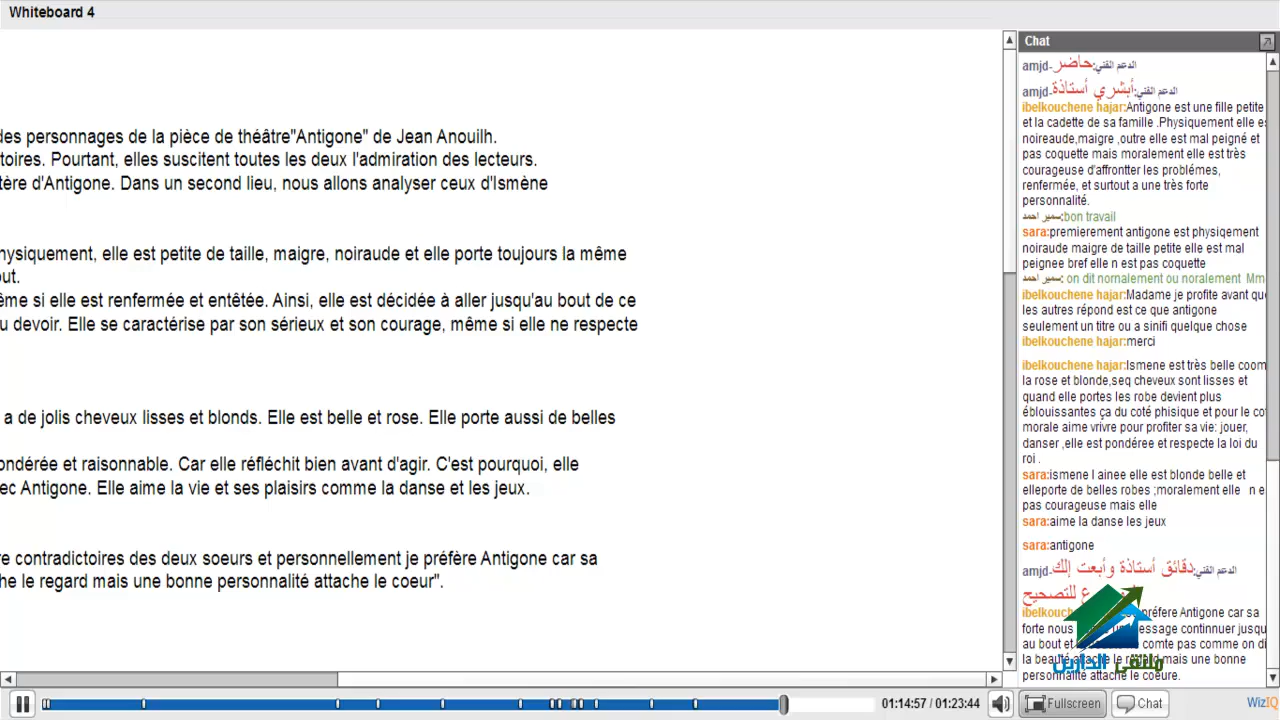 Whiteboard 4
des personnages de la pièce de théâtre"Antigone" de Jean Anouilh.
toires. Pourtant, elles suscitent toutes les deux l'admiration des lecteurs.
tère d'Antigone. Dans un second lieu, nous allons analyser ceux d'Ismène
hysiquement, elle est petite de taille, maigre, noiraude et elle porte toujours la même
out.
ême si elle est renfermée et entêtée. Ainsi, elle est décidée à aller jusqu'au bout de ce
u devoir. Elle se caractérise par son sérieux et son courage, même si elle ne respecte
a de jolis cheveux lisses et blonds. Elle est belle et rose. Elle porte aussi de belles
ondérée et raisonnable. Car elle réfléchit bien avant d'agir. C'est pourquoi, elle
ec Antigone. Elle aime la vie et ses plaisirs comme la danse et les jeux.
re contradictoires des deux soeurs et personnellement je préfère Antigone car sa
he le regard mais une bonne personnalité attache le coeur".
Chat
amjd-الدعم الفني:حاضر
amjd-الدعم الفني:أبشري أستاذة
ibelkouchene hajar:Antigone est une fille petite
et la cadette de sa famille .Physiquement elle es
noireaude,maigre ,outre elle est mal peigné et
pas coquette mais moralement elle est très
courageuse d'affrontter les problémes,
renfermée, et surtout a une très forte
personnalité.
سمير احمد:bon travail
sara:premierement antigone est physiqement
noiraude maigre de taille petite elle est mal
peignee bref elle n est pas coquette
سمير احمد: on dit nornalement ou noralement Mm
ibelkouchene hajar:Madame je profite avant que
les autres répond est ce que antigone
seulement un titre ou a sinifi quelque chose
ibelkouchene hajar:merci
ibelkouchene hajar:Ismene est très belle coom
la rose et blonde,seq cheveux sont lisses et
quand elle portes les robe devient plus
éblouissantes ça du coté phisique et pour le co
morale aime vrivre pour profiter sa vie: jouer,
danser ,elle est pondéree et respecte la loi du
roi .
sara:ismene l ainee elle est blonde belle et
elleporte de belles robes ;moralement elle n e
pas courageuse mais elle
sara:aime la danse les jeux
sara:antigone
amjd-الدعم الفني:دقائق أستاذة وأبعت إلك
ع للتصحيح
ibelkouc préfere Antigone car sa
forte nous message continuer jusqu
au bout et comte pas comme on di
la beauté attache le regard mais une bonne
personnalité attache le coeure.
ملتقى الدارين
01:14:57 / 01:23:44
Fullscreen
Chat
WizIQ